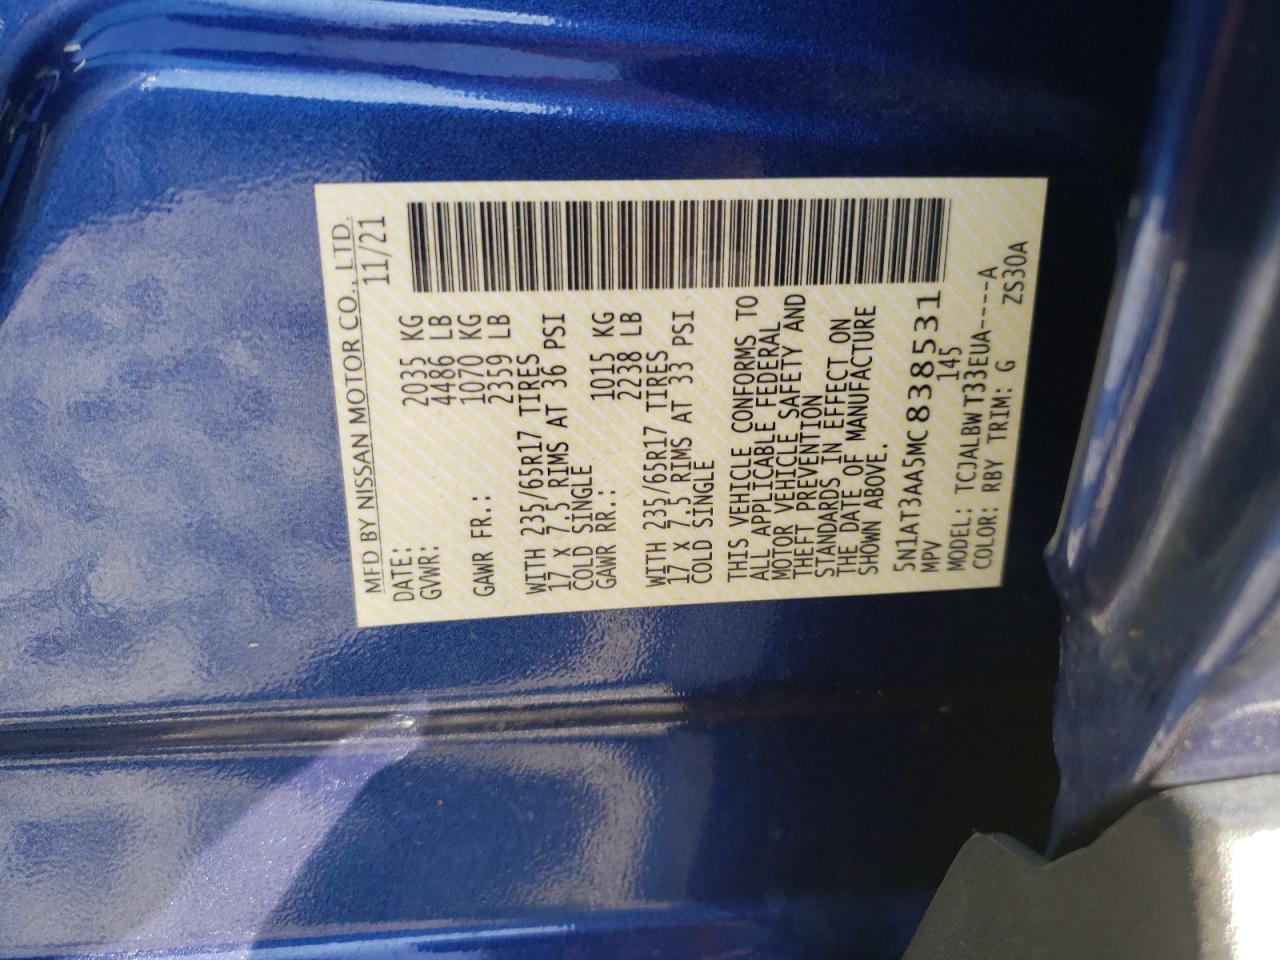 MFD BY NISSAN MOTOR CO., LTD.
DATE: 11/21
GVWR: 2035 KG
4486 LB
GAWR FR.: 1070 KG
2359 LB
WITH 235/65R17 TIRES
17 X 7.5 RIMS AT 36 PSI
COLD SINGLE
GAWR RR.: 1015 KG
2238 LB
WITH 235/65R17 TIRES
17 X 7.5 RIMS AT 33 PSI
COLD SINGLE
THIS VEHICLE CONFORMS TO
ALL APPLICABLE FEDERAL
MOTOR VEHICLE SAFETY AND
THEFT PREVENTION
STANDARDS IN EFFECT ON
THE DATE OF MANUFACTURE
SHOWN ABOVE.
5N1AT3AA5MC838531
MPV 145
MODEL: TCJALBW T33EUA-----A
COLOR: RBY TRIM: G ZS30A